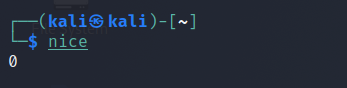 ┌──(kali㉿kali)-[~]
└─$ nice
0